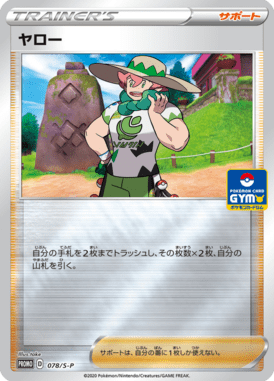 TRAINER'S
サポート
ヤロー
POKÉMON CARD
GYM
ポケモンカードジム
自分の手札を2枚までトラッシュし、その枚数×2枚、自分の
山札を引く。
Illus. take
PROMO D 078/S-P
サポートは、自分の番に1枚しか使えない。
©2020 Pokémon/Nintendo/Creatures/GAME FREAK.